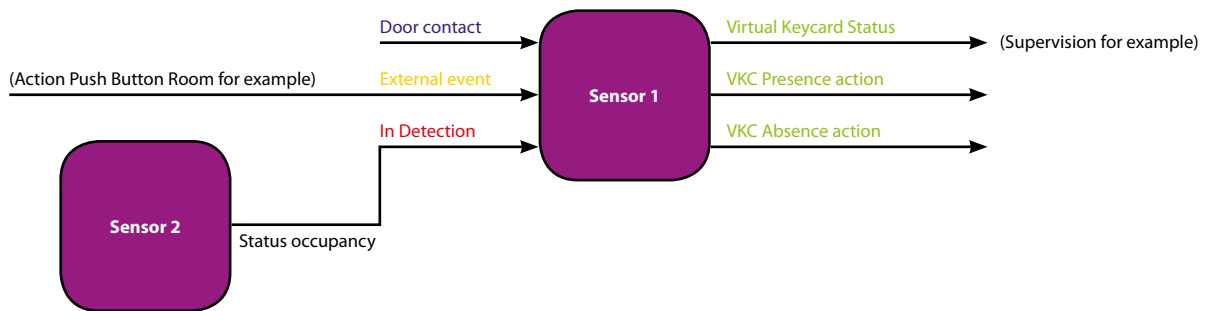 Door contact
Virtual Keycard Status
(Supervision for example)
(Action Push Button Room for example)
External event
Sensor 1
VKC Presence action
In Detection
VKC Absence action
Sensor 2
Status occupancy